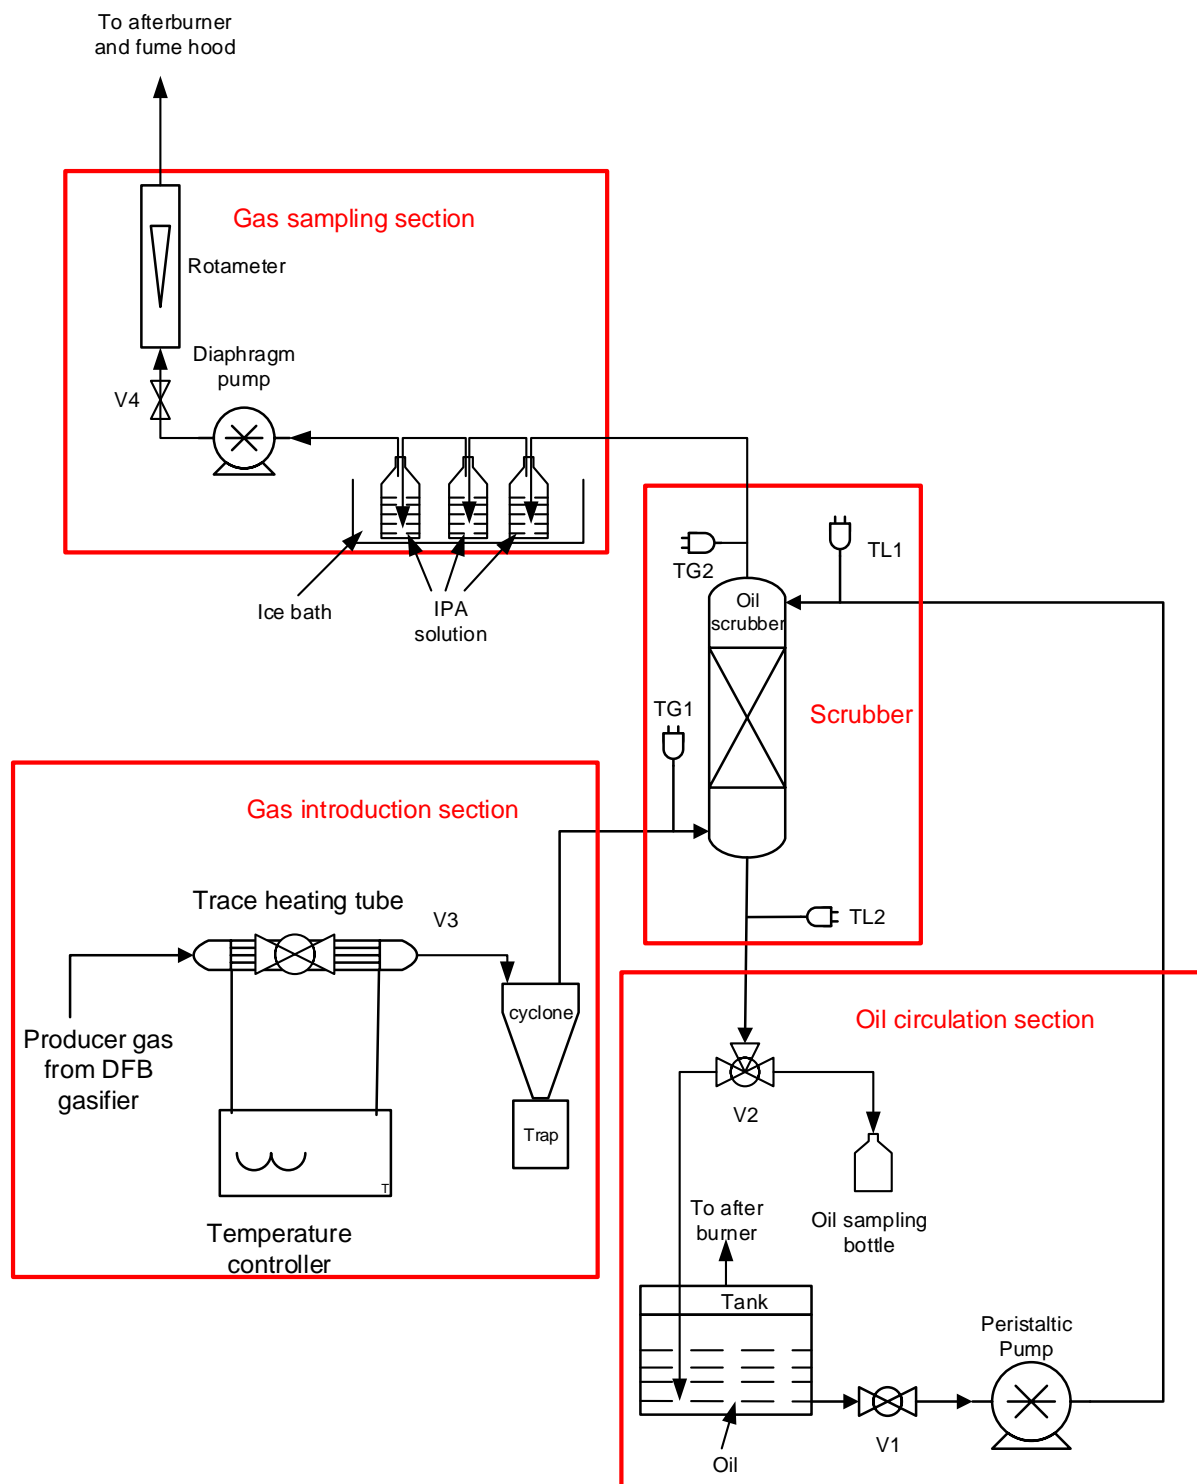 To afterburner
and fume hood
Gas sampling section
Rotameter
Diaphragm
pump
V4
Ice bath
IPA
solution
TG2
TL1
Oil
scrubber
TG1
Scrubber
Gas introduction section
Trace heating tube
V3
TL2
cyclone
Oil circulation section
Producer gas
from DFB
gasifier
Trap
V2
T
To after
burner
Oil sampling
bottle
Temperature
controller
Tank
Peristaltic
Pump
V1
Oil